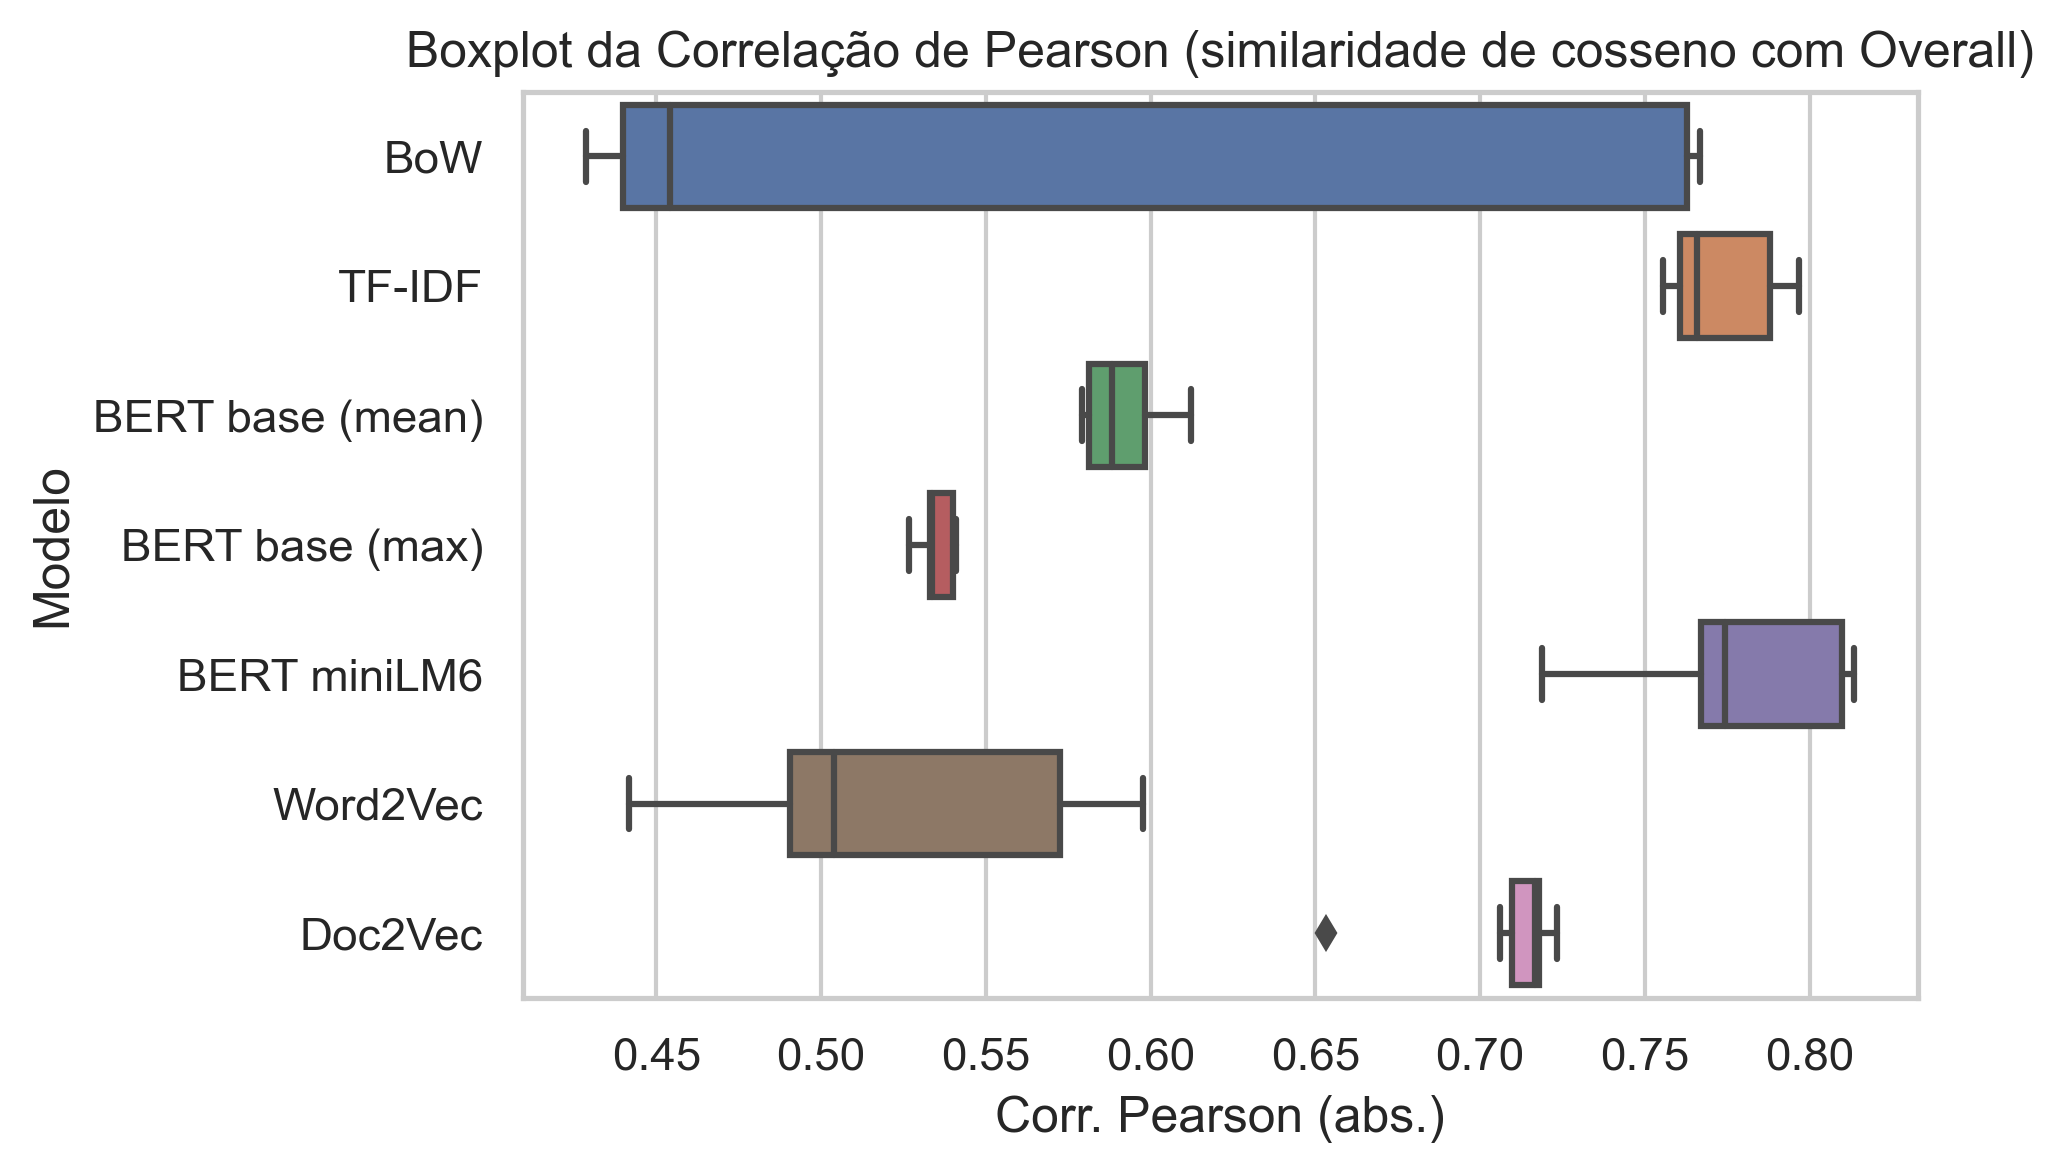 Boxplot da Correlação de Pearson (similaridade de cosseno com Overall)
Modelo
BoW
TF-IDF
BERT base (mean)
BERT base (max)
BERT miniLM6
Word2Vec
Doc2Vec
0.45 0.50 0.55 0.60 0.65 0.70 0.75 0.80
Corr. Pearson (abs.)